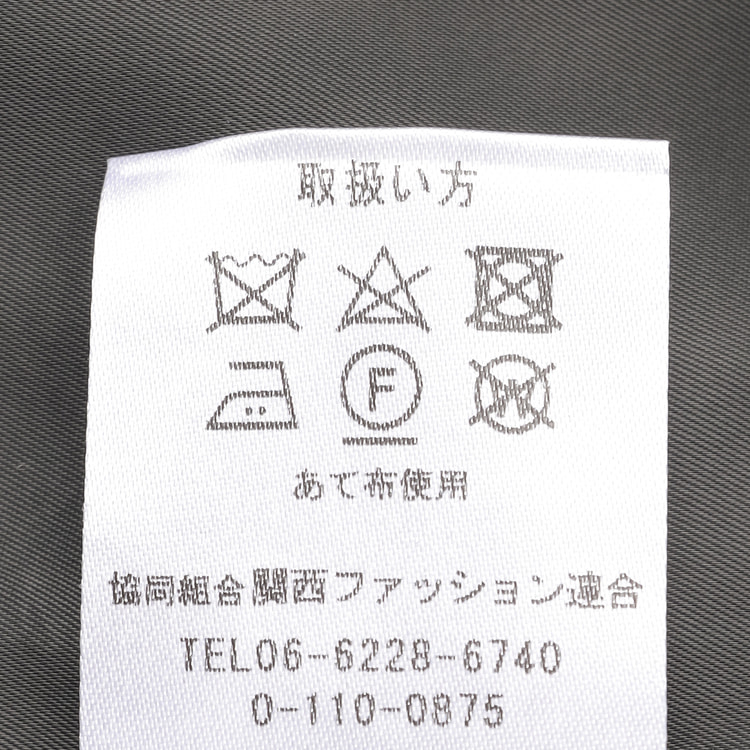 取扱い方
F
W
あて布使用
協同組合関西ファッション連合
TEL06-6228-6740
0-110-0875